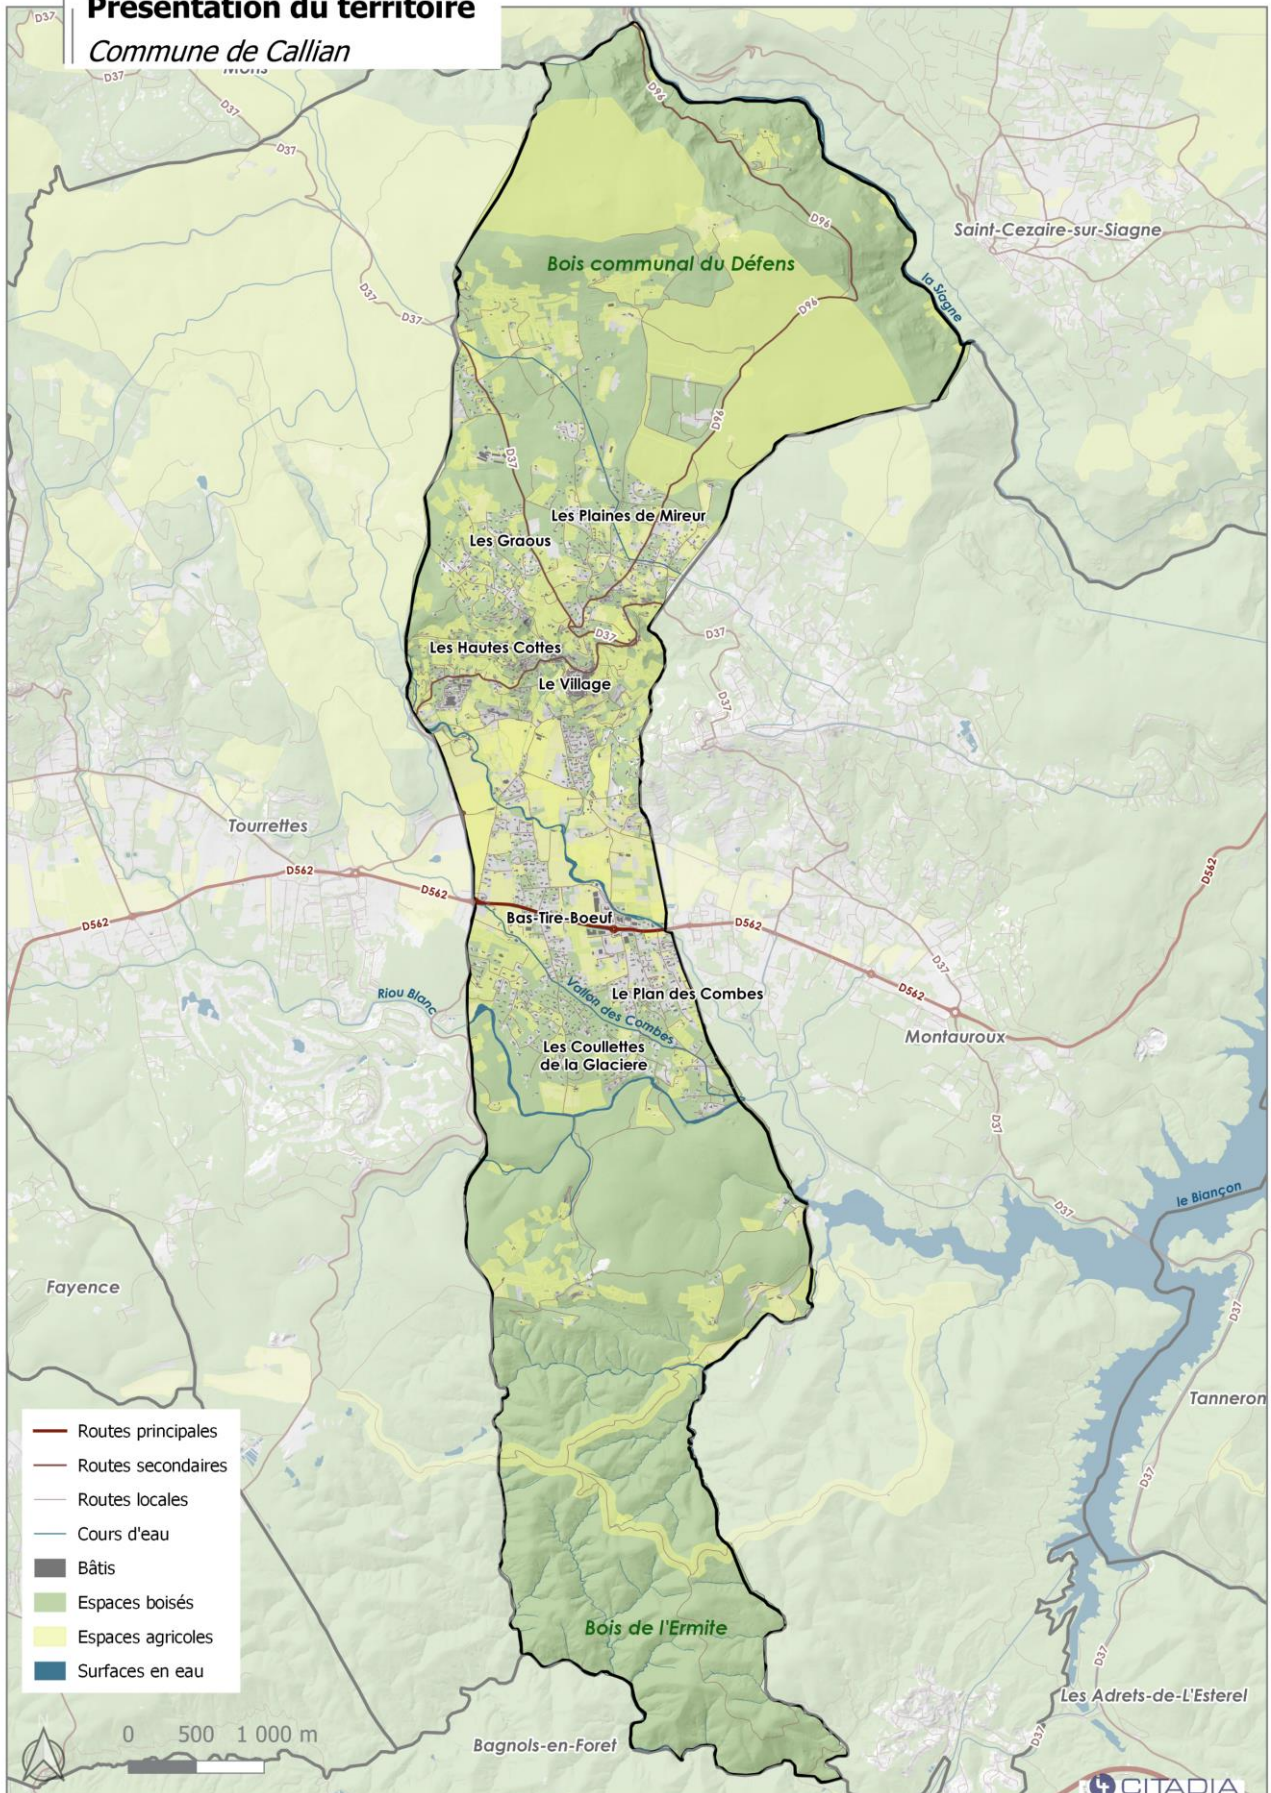 Présentation du territoire
Commune de Callian
D37
Mons
D37
D37
D37
D96
Saint-Cezaire-sur-Siagne
D96
Bois communal du Défens
la Siagne
D37
D37
D96
D96
D37
Les Plaines de Mireur
Les Graous
D37
D37
Les Hautes Cottes
Le Village
D37
Tourrettes
D562
D562
D562
D562
Bas-Tire-Boeuf
D562
D37
D562
Riou Blanc
Vallon des Combes
Le Plan des Combes
Montauroux
Les Coullettes
de la Glaciere
D37
le Biançon
D37
Fayence
D37
Tanneron
D37
Routes principales
Routes secondaires
Routes locales
Cours d'eau
Bâtis
Espaces boisés
Espaces agricoles
Surfaces en eau
Bois de l'Ermite
D37
Les Adrets-de-L'Esterel
D37
Bagnols-en-Foret
N
0 500 1 000 m
CITADIA